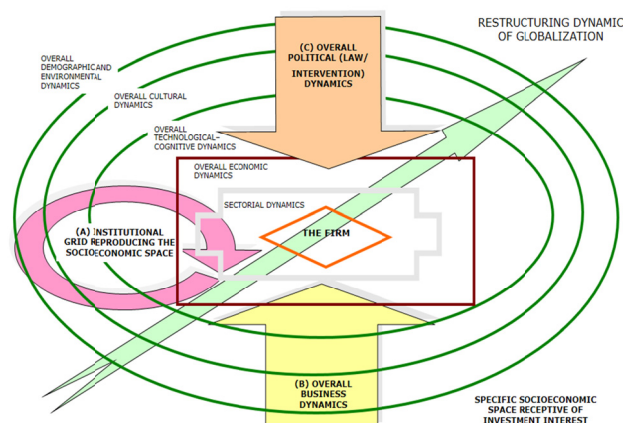 RESTRUCTURING DYNAMIC
OF GLOBALIZATION
(C) OVERALL
POLITICAL (LAW/
INTERVENTION)
DYNAMICS
OVERALL
DEMOGRAPHIC AND
ENVIRONMENTAL
DYNAMICS
OVERALL CULTURAL
DYNAMICS
OVERALL
TECHNOLOGICAL-
COGNITIVE DYNAMICS
OVERALL ECONOMIC
DYNAMICS
SECTORIAL DYNAMICS
THE FIRM
(A) INSTITUTIONAL
GRID REPRODUCING THE
SOCIOECONOMIC SPACE
(B) OVERALL
BUSINESS
DYNAMICS
SPECIFIC SOCIOECONOMIC
SPACE RECEPTIVE OF
INVESTMENT INTEREST